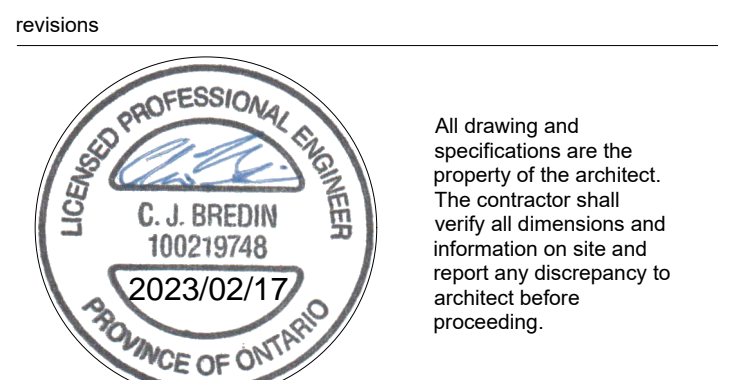 revisions
LICENSED PROFESSIONAL ENGINEER
C. J. BREDIN
100219748
2023/02/17
PROVINCE OF ONTARIO
All drawing and
specifications are the
property of the architect.
The contractor shall
verify all dimensions and
information on site and
report any discrepancy to
architect before
proceeding.